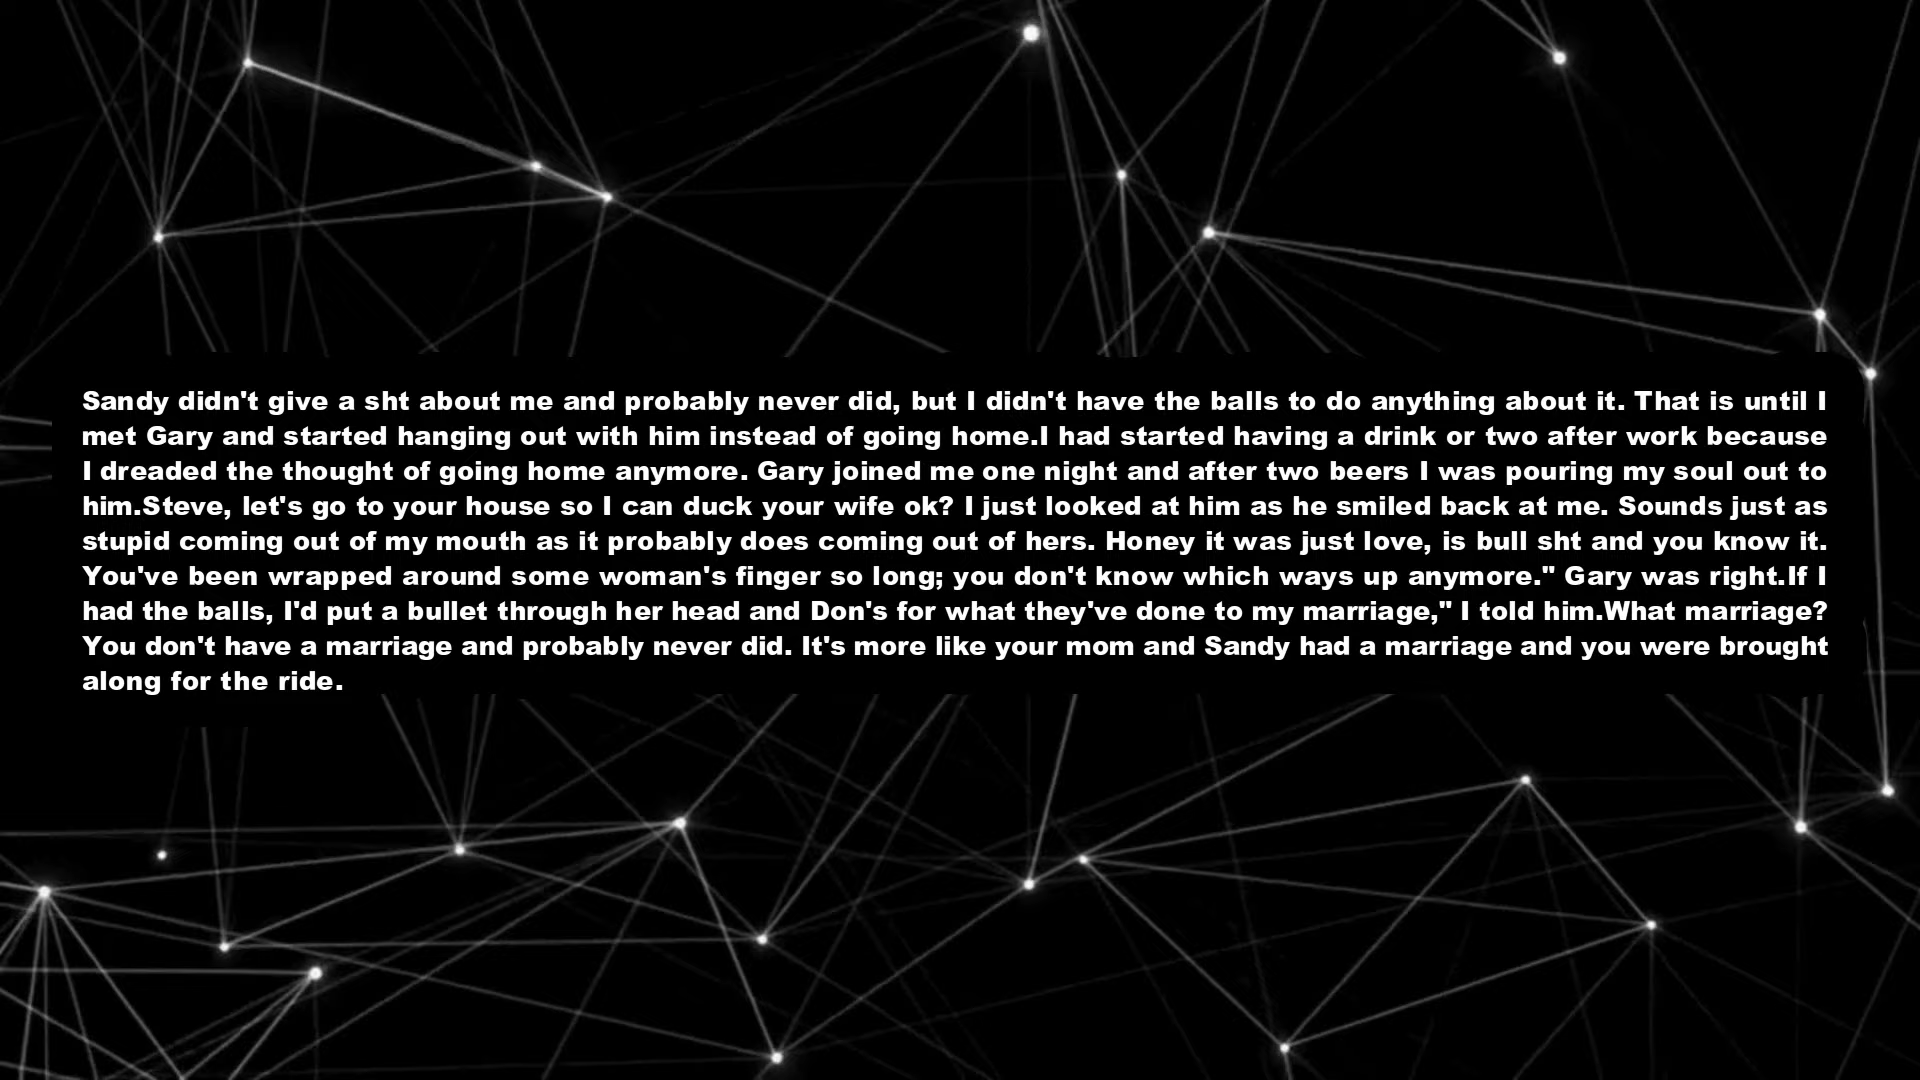 Sandy didn't give a sht about me and probably never did, but I didn't have the balls to do anything about it. That is until I
met Gary and started hanging out with him instead of going home.I had started having a drink or two after work because
I dreaded the thought of going home anymore. Gary joined me one night and after two beers I was pouring my soul out to
him.Steve, let's go to your house so I can duck your wife ok? I just looked at him as he smiled back at me. Sounds just as
stupid coming out of my mouth as it probably does coming out of hers. Honey it was just love, is bull sht and you know it.
You've been wrapped around some woman's finger so long; you don't know which ways up anymore." Gary was right.If I
had the balls, I'd put a bullet through her head and Don's for what they've done to my marriage," I told him.What marriage?
You don't have a marriage and probably never did. It's more like your mom and Sandy had a marriage and you were brought
along for the ride.